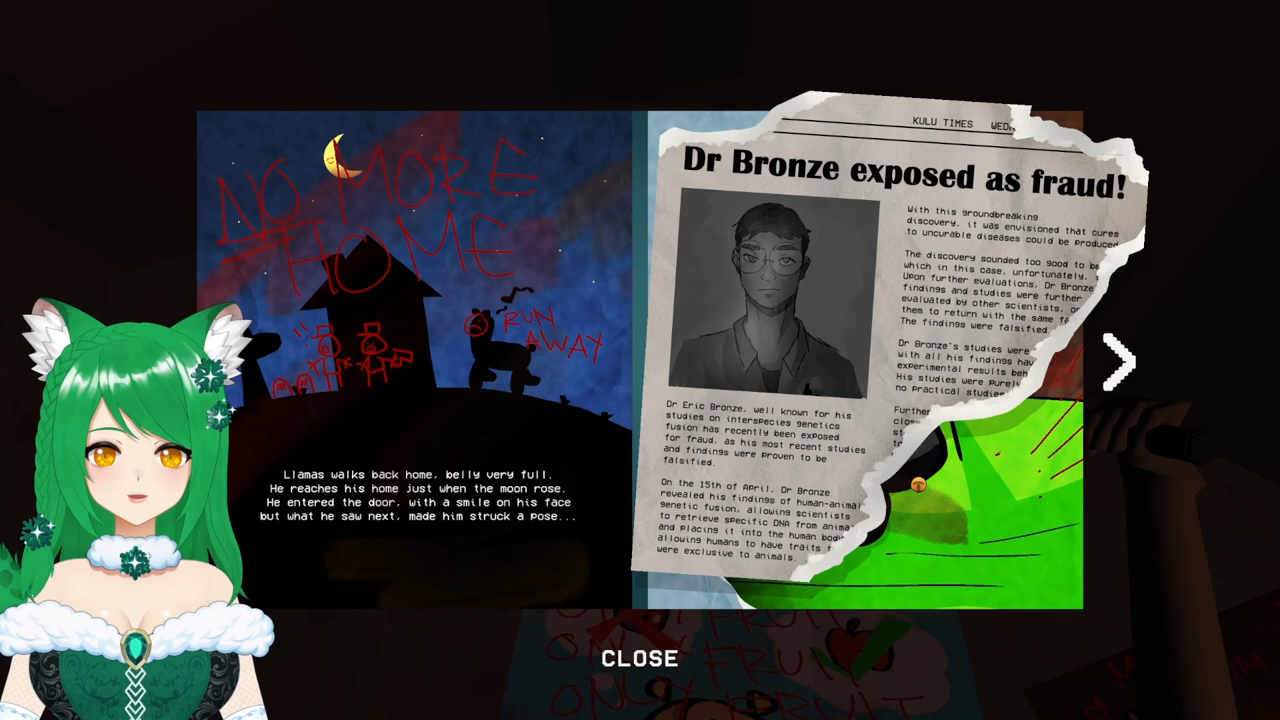 NO MORE
HOME
RUN
AWAY
Llamas walks back home, belly very full.
He reaches his home just when the moon rose.
He entered the door, with a smile on his face
but what he saw next, made him struck a pose...
KULU TIMES
Dr Bronze exposed as fraud!
Dr Eric Bronze, well known for his
studies on interspecies genetics
fusion has recently been exposed
for fraud, as his most recent studies
and findings were proven to be
falsified.
On the 15th of April, Dr Bronze
revealed his findings of human-animal
genetic fusion, allowing scientists
to retrieve specific DNA from
and placing it into the human
allowing humans to have traits
were exclusive to animals.
With this groundbreaking
discovery, it was envisioned that cures
to uncurable diseases could be produced
The discovery sounded too good to be
which in this case, unfortunately,
Upon further evaluations, Dr Bronze
findings and studies were further
evaluated by other scientists,
them to return with the same
The findings were falsified
Dr Bronze's studies were
with all his findings
experimental results
His studies were purely
no practical studies
CLOSE
FRUIT
ONLY FRUIT
ONLY FRUIT